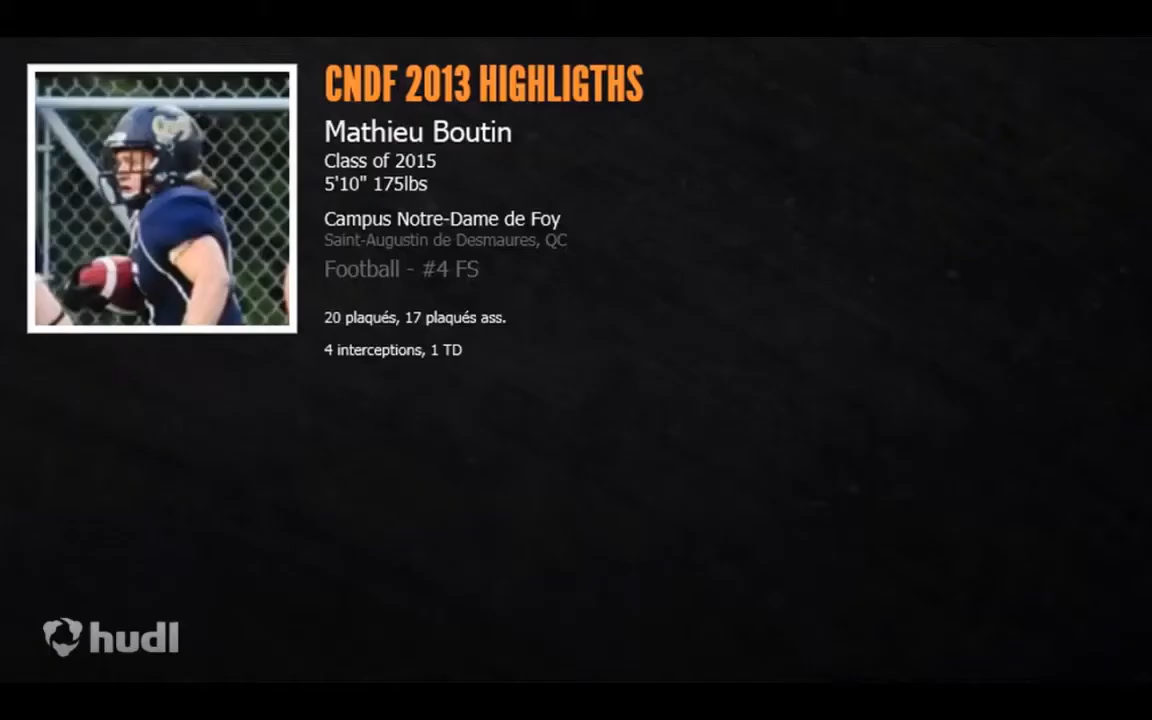 CNDF 2013 HIGHLIGTHS
Mathieu Boutin
Class of 2015
5'10" 175lbs
Campus Notre-Dame de Foy
Saint-Augustin de Desmaures, QC
Football - #4 FS
20 plaqués, 17 plaqués ass.
4 interceptions, 1 TD
hudl